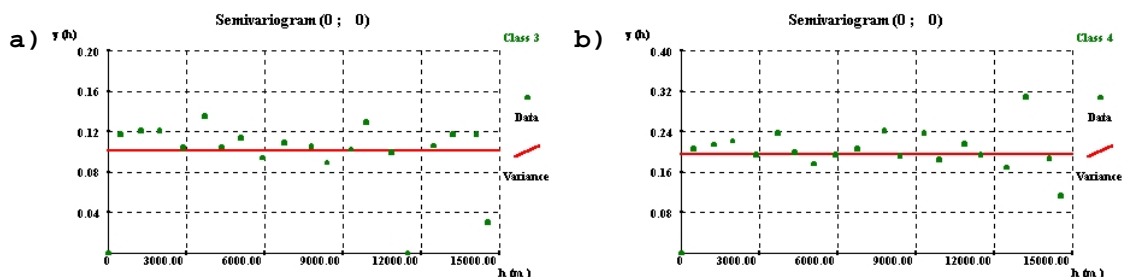 a)
Semivariogram (0 ; 0)
γ (h)
Class 3
0.20
0.16
0.12
0.08
0.04
0 3000.00 6000.00 9000.00 12000.00 15000.00
h (m )
Data
Variance
b)
Semivariogram (0 ; 0)
γ (h)
Class 4
0.40
0.32
0.24
0.16
0.08
0 3000.00 6000.00 9000.00 12000.00 15000.00
h (m )
Data
Variance